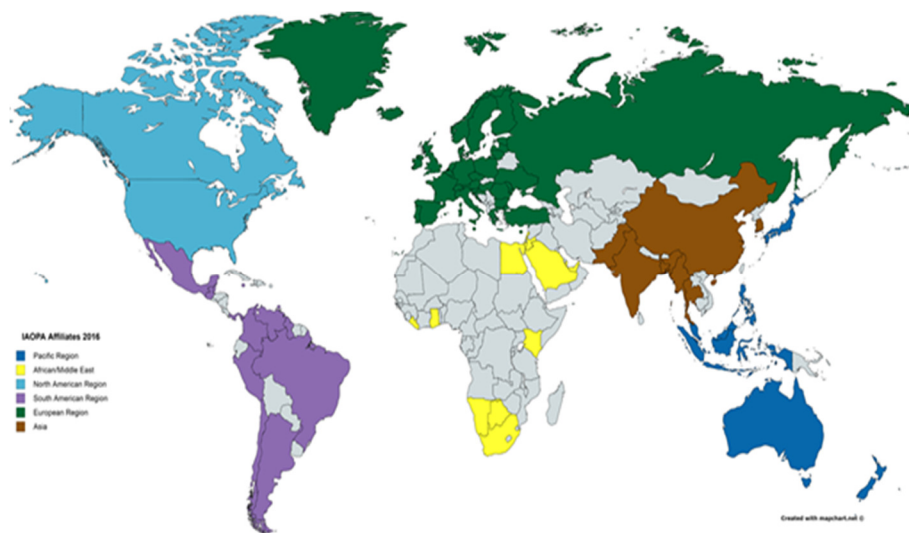 IAOPA Affiliates 2016
Pacific Region
African/Middle East
North American Region
South American Region
European Region
Asia
Created with mapchart.net ©